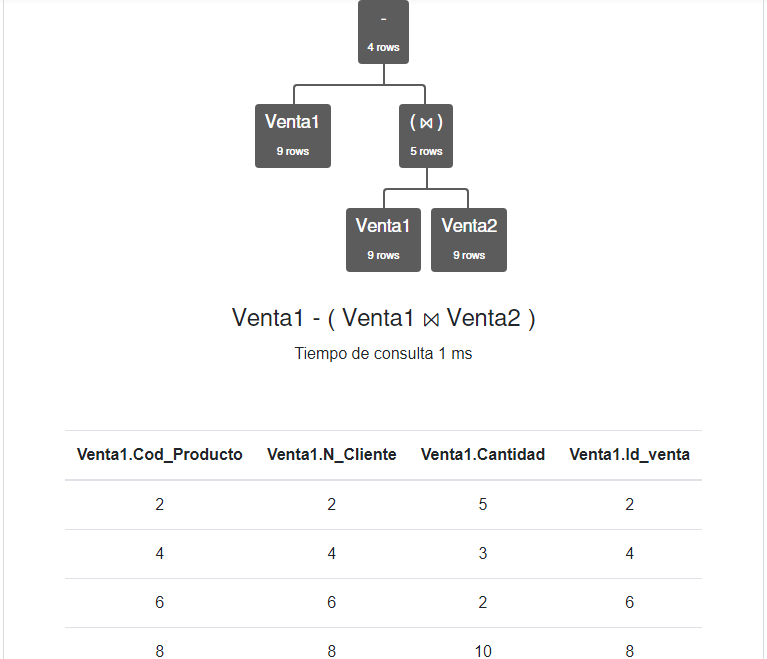 -
4 rows
Venta1
9 rows
( ⋈ )
5 rows
Venta1
9 rows
Venta2
9 rows
Venta1 - ( Venta1 ⋈ Venta2 )
Tiempo de consulta 1 ms
Venta1.Cod_Producto Venta1.N_Cliente Venta1.Cantidad Venta1.Id_venta
2 2 5 2
4 4 3 4
6 6 2 6
8 8 10 8